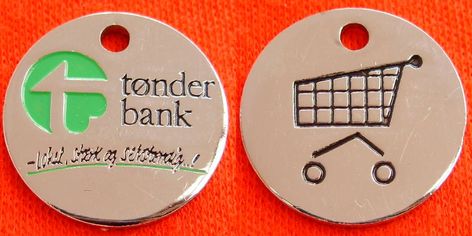 tønder
bank
-lokal, stærk og selvstændig..!